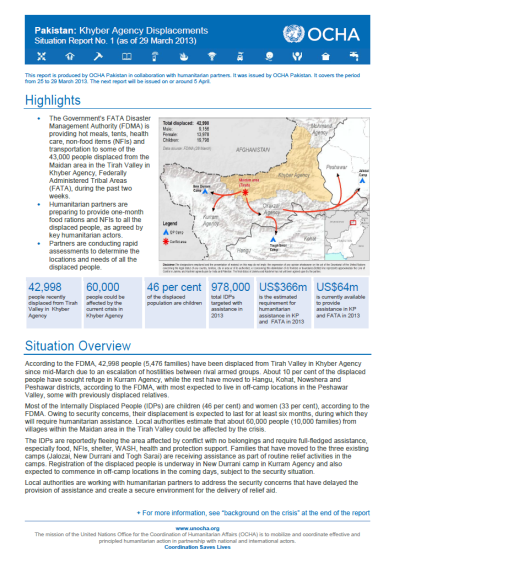 Pakistan: Khyber Agency Displacements
Situation Report No. 1 (as of 29 March 2013)
OCHA
This report is produced by OCHA Pakistan in collaboration with humanitarian partners. It was issued by OCHA Pakistan. It covers the period
from 25 to 29 March 2013. The next report will be issued on or around 5 April.
Highlights
• The Government's FATA Disaster
Management Authority (FDMA) is
providing hot meals, tents, health
care, non-food items (NFIs) and
transportation to some of the
43,000 people displaced from the
Maidan area in the Tirah Valley in
Khyber Agency, Federally
Administered Tribal Areas
(FATA), during the past two
weeks.
• Humanitarian partners are
preparing to provide one-month
food rations and NFIs to all the
displaced people, as agreed by
key humanitarian actors.
• Partners are conducting rapid
assessments to determine the
locations and needs of all the
displaced people.
Total displaced: 42,998
Male:
Female:
Children:
Mohmand
Agency
AFGHANISTAN
Khyber Agency
Peshawar
Jalozai
Camp
New Durrani
Camp
Orakzai
Agency
Kurram
Agency
Hangu
Kohat
Togh Sarai
Camp
Legend
42,998
people recently
displaced from Tirah
Valley in Khyber
Agency
60,000
people could be
affected by the
current crisis in
Khyber Agency
46 per cent
of the displaced
population are children
978,000
total IDPs
targeted with
assistance in
2013
US$366m
is the estimated
requirement for
humanitarian
assistance in KP
and FATA in 2013
US$64m
is currently available
to provide
assistance in KP
and FATA in 2013
Situation Overview
According to the FDMA, 42,998 people (5,476 families) have been displaced from Tirah Valley in Khyber Agency
since mid-March due to an escalation of hostilities between rival armed groups. About 10 per cent of the displaced
people have sought refuge in Kurram Agency, while the rest have moved to Hangu, Kohat, Nowshera and
Peshawar districts, according to the FDMA, with most expected to live in off-camp locations in the Peshawar
Valley, some with previously displaced relatives.
Most of the Internally Displaced People (IDPs) are children (46 per cent) and women (33 per cent), according to the
FDMA. Owing to security concerns, their displacement is expected to last for at least six months, during which they
will require humanitarian assistance. Local authorities estimate that about 60,000 people (10,000 families) from
villages within the Maidan area in the Tirah Valley could be affected by the crisis.
The IDPs are reportedly fleeing the area affected by conflict with no belongings and require full-fledged assistance,
especially food, NFIs, shelter, WASH, health and protection support. Families that have moved to the three existing
camps (Jalozai, New Durrani and Togh Sarai) are receiving assistance as part of routine relief activities in the
camps. Registration of the displaced people is underway in New Durrani camp in Kurram Agency and also
expected to commence in off-camp locations in the coming days, subject to the security situation.
Local authorities are working with humanitarian partners to address the security concerns that have delayed the
provision of assistance and create a secure environment for the delivery of relief aid.
+ For more information, see "background on the crisis" at the end of the report
www.unocha.org
The mission of the United Nations Office for the Coordination of Humanitarian Affairs (OCHA) is to mobilize and coordinate effective and
principled humanitarian action in partnership with national and international actors.
Coordination Saves Lives